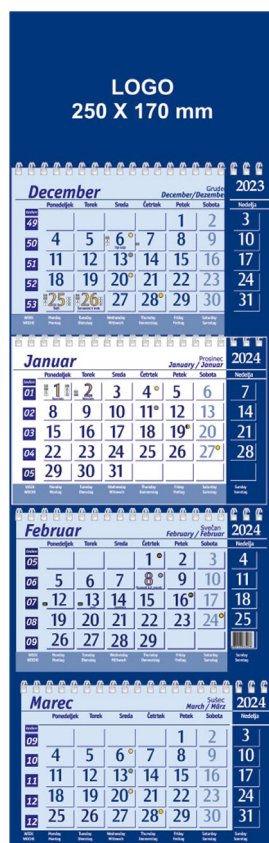 LOGO
250 X 170 mm
December
Gruden
December/Dezember
2023
Ponedeljek Torek Sreda Četrtek Petek Sobota Nedelja
49 1 2 3
50 4 5 6 7 8 9 10
51 11 12 13 14 15 16 17
52 18 19 20 21 22 23 24
53 25 26 27 28 29 30 31
Januar
Prosinec
January / Januar
2024
Ponedeljek Torek Sreda Četrtek Petek Sobota Nedelja
01 1 2 3 4 5 6 7
02 8 9 10 11 12 13 14
03 15 16 17 18 19 20 21
04 22 23 24 25 26 27 28
05 29 30 31
Februar
Svečan
February / Februar
2024
Ponedeljek Torek Sreda Četrtek Petek Sobota Nedelja
05 1 2 3 4
06 5 6 7 8 9 10 11
07 12 13 14 15 16 17 18
08 19 20 21 22 23 24 25
09 26 27 28 29
Marec
Sušec
March / März
2024
Ponedeljek Torek Sreda Četrtek Petek Sobota Nedelja
09 1 2 3
10 4 5 6 7 8 9 10
11 11 12 13 14 15 16 17
12 18 19 20 21 22 23 24
12 25 26 27 28 29 30 31